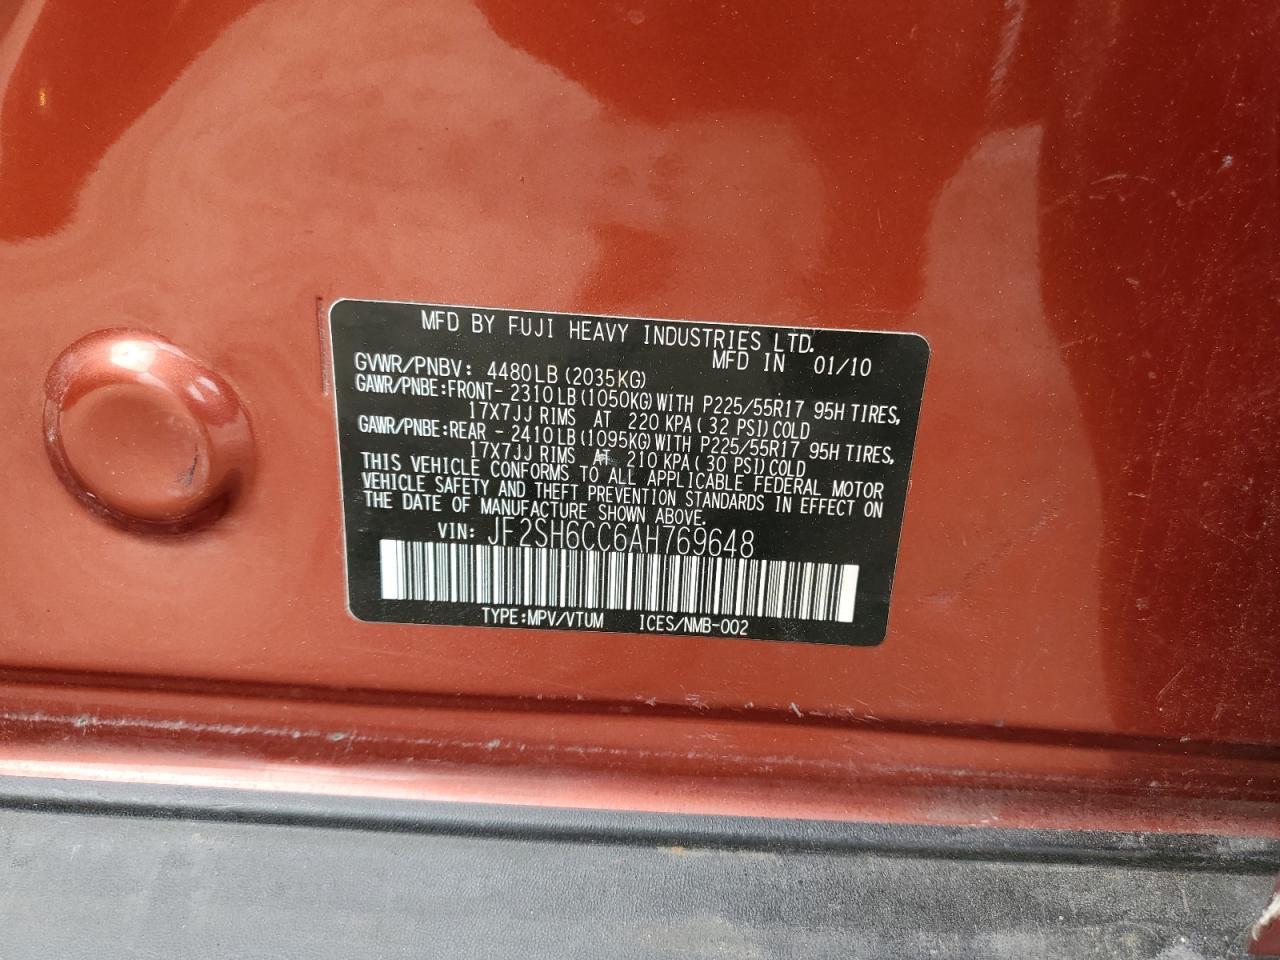 MFD BY FUJI HEAVY INDUSTRIES LTD.
MFD IN 01/10
GVWR/PNBV: 4480LB (2035KG)
GAWR/PNBE:FRONT- 2310LB(1050KG)WITH P225/55R17 95H TIRES,
17X7JJ RIMS AT 220 KPA( 32 PSI)COLD
GAWR/PNBE:REAR - 2410LB(1095KG)WITH P225/55R17 95H TIRES,
17X7JJ RIMS AT 210 KPA( 30 PSI)COLD
THIS VEHICLE CONFORMS TO ALL APPLICABLE FEDERAL MOTOR
VEHICLE SAFETY AND THEFT PREVENTION STANDARDS IN EFFECT ON
THE DATE OF MANUFACTURE SHOWN ABOVE.
VIN: JF2SH6CC6AH769648
TYPE:MPV/VTUM ICES/NMB-002